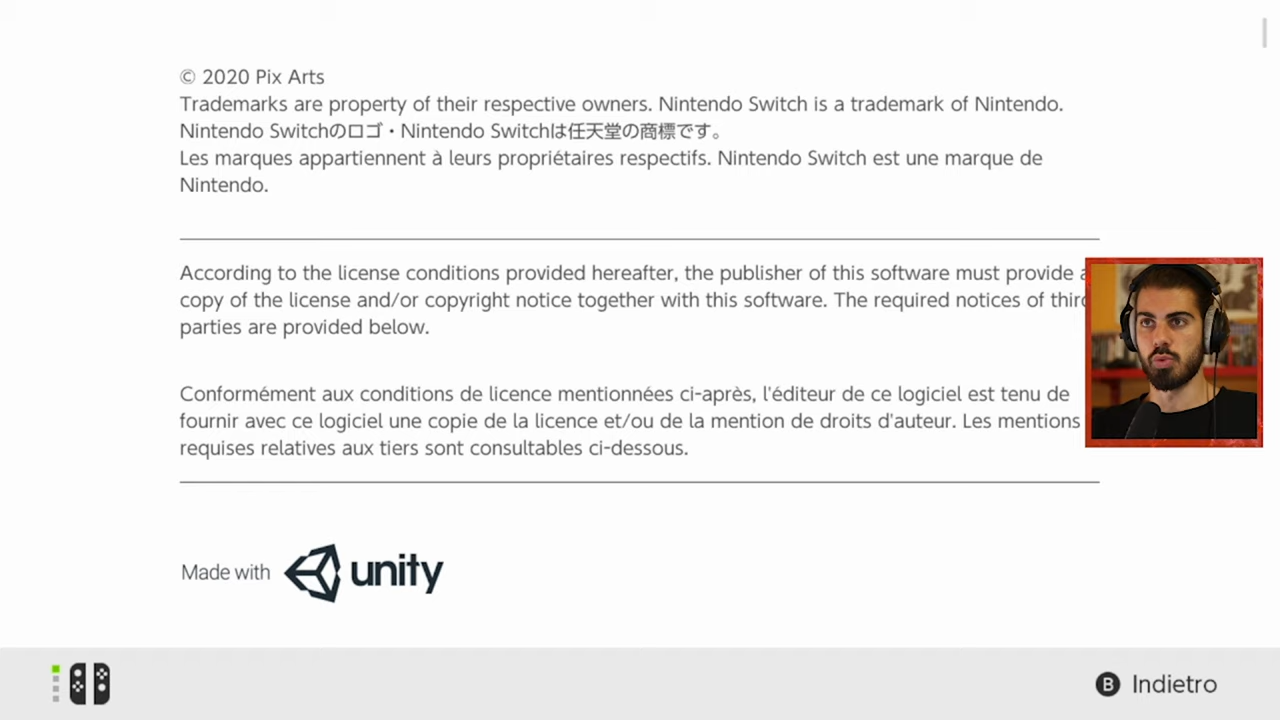 © 2020 Pix Arts
Trademarks are property of their respective owners. Nintendo Switch is a trademark of Nintendo.
Nintendo Switchのロゴ・Nintendo Switchは任天堂の商標です。
Les marques appartiennent à leurs propriétaires respectifs. Nintendo Switch est une marque de
Nintendo.
According to the license conditions provided hereafter, the publisher of this software must provide a
copy of the license and/or copyright notice together with this software. The required notices of third
parties are provided below.
Conformément aux conditions de licence mentionnées ci-après, l'éditeur de ce logiciel est tenu de
fournir avec ce logiciel une copie de la licence et/ou de la mention de droits d'auteur. Les mentions
requises relatives aux tiers sont consultables ci-dessous.
Made with unity
B Indietro